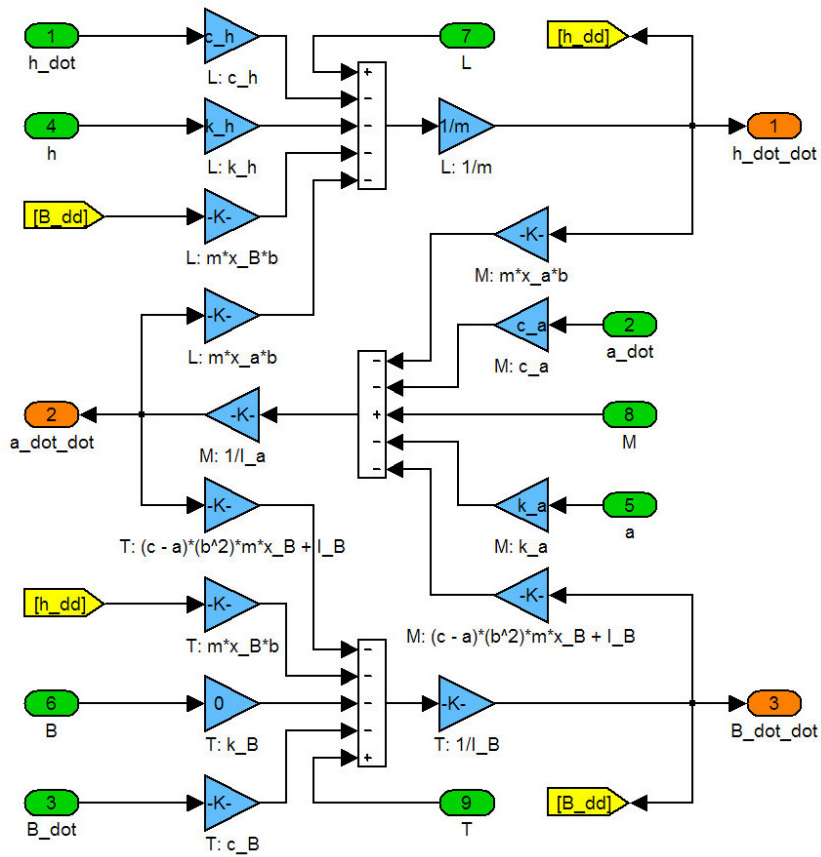 1
h_dot
c_h
L: c_h
7
L
[h_dd]
+
-
-
-
-
4
h
k_h
L: k_h
1/m
L: 1/m
1
h_dot_dot
[B_dd]
-K-
L: m*x_B*b
-K-
M: m*x_a*b
-K-
L: m*x_a*b
c_a
M: c_a
2
a_dot
-
-
+
-
-
2
a_dot_dot
-K-
M: 1/I_a
8
M
-K-
T: (c - a)*(b^2)*m*x_B + I_B
k_a
M: k_a
5
a
[h_dd]
-K-
T: m*x_B*b
-K-
M: (c - a)*(b^2)*m*x_B + I_B
-
-
-
-
+
6
B
0
T: k_B
-K-
T: 1/I_B
3
B_dot_dot
3
B_dot
-K-
T: c_B
9
T
[B_dd]